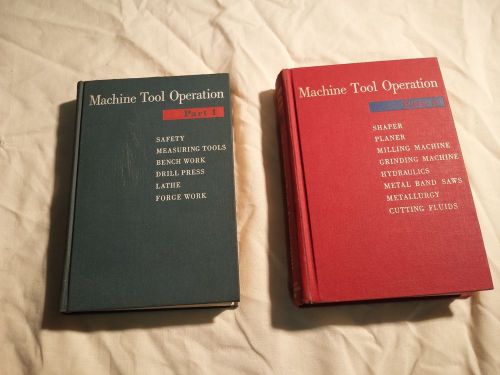 Machine Tool Operation
Part I
SAFETY
MEASURING TOOLS
BENCH WORK
DRILL PRESS
LATHE
FORGE WORK
Machine Tool Operation
SHAPER
PLANER
MILLING MACHINE
GRINDING MACHINE
HYDRAULICS
METAL BAND SAWS
METALLURGY
CUTTING FLUIDS